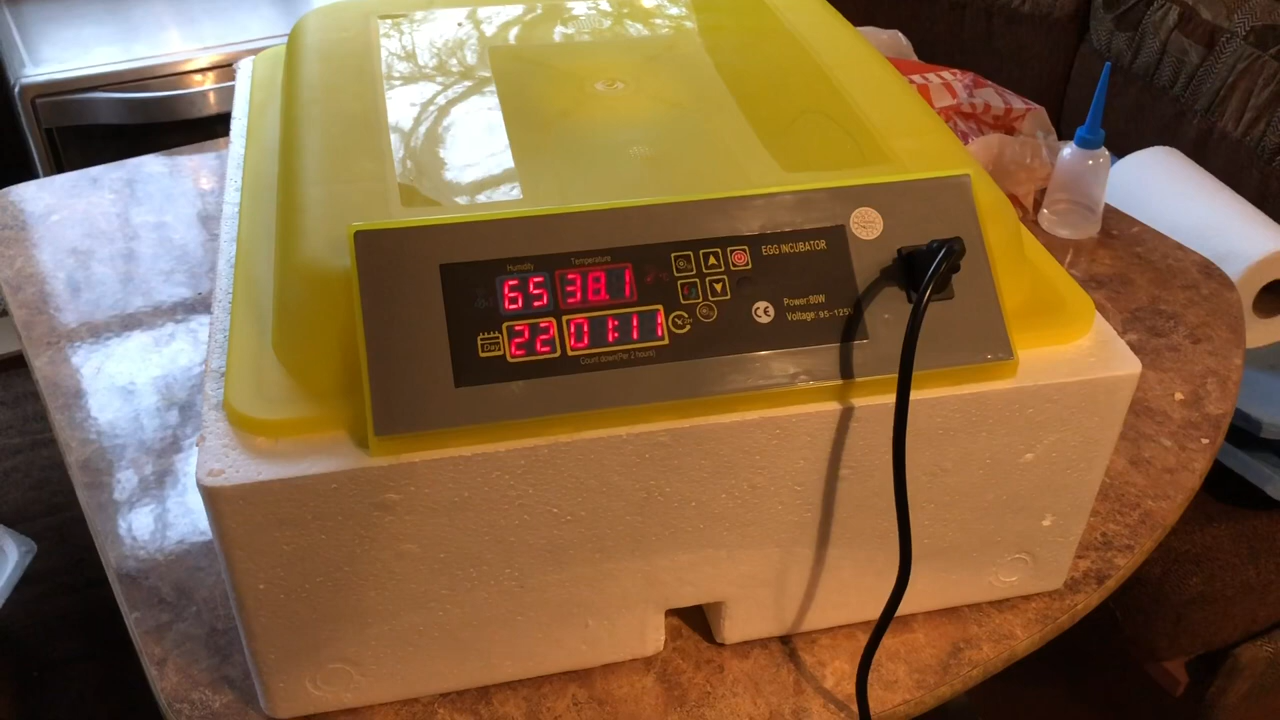 Humidity
Temperature
EGG INCUBATOR
65
38.1
Day
22
01:11
2H
Count down(Per 2 hours)
CE
Power:80W
Voltage: 95-125V